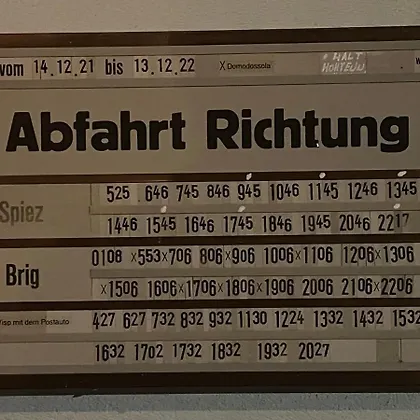 vom 14.12.21 bis 13.12.22 X Domodossola * HALT HOHTENN
Abfahrt Richtung
Spiez 525 646 745 846 945 1046 1145 1246 1345
1446 1545 1646 1745 1846 1945 2046 2217
Brig 0108 x553 x706 806 x906 1006 x1106 1206 x1306
x1506 1606 x1706 x1806 x1906 2006 2106 x2206
Visp mit dem Postauto 427 627 732 832 932 1130 1224 1332 1432 1532
1632 1702 1732 1832 1932 2027